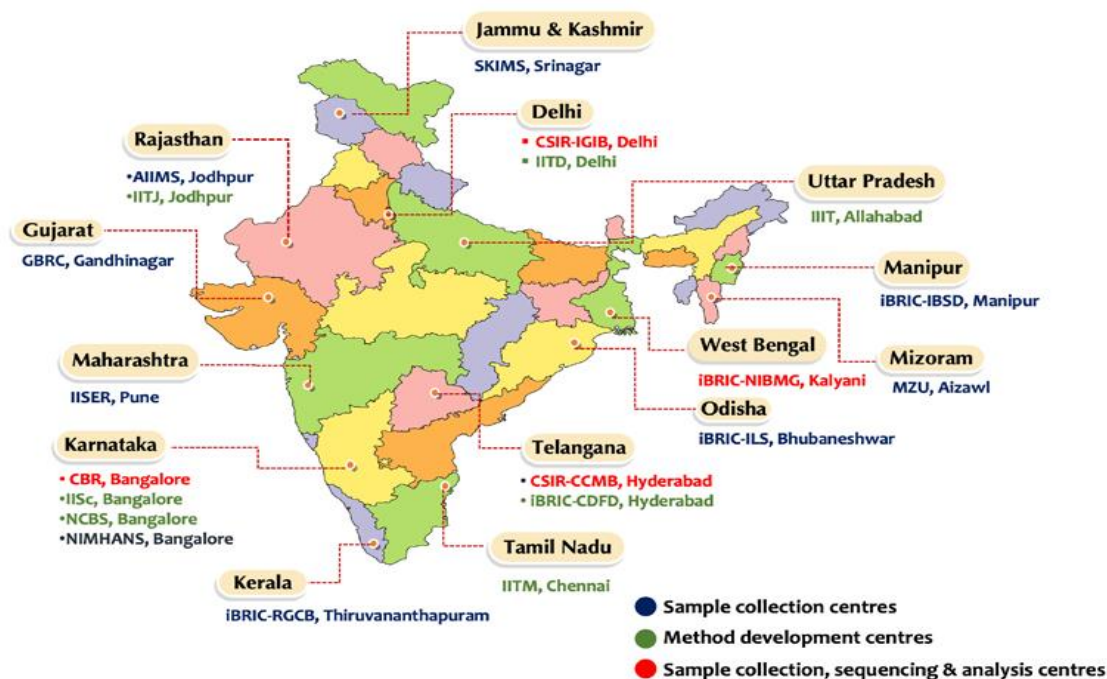 Jammu & Kashmir
SKIMS, Srinagar
Delhi
▪ CSIR-IGIB, Delhi
▪ IITD, Delhi
Rajasthan
•AIIMS, Jodhpur
•IITJ, Jodhpur
Uttar Pradesh
IIIT, Allahabad
Gujarat
GBRC, Gandhinagar
Manipur
iBRIC-IBSD, Manipur
West Bengal
iBRIC-NIBMG, Kalyani
Mizoram
MZU, Aizawl
Maharashtra
IISER, Pune
Odisha
iBRIC-ILS, Bhubaneshwar
Karnataka
• CBR, Bangalore
•IISc, Bangalore
•NCBS, Bangalore
•NIMHANS, Bangalore
Telangana
• CSIR-CCMB, Hyderabad
• iBRIC-CDFD, Hyderabad
Tamil Nadu
IITM, Chennai
Kerala
iBRIC-RGCB, Thiruvananthapuram
Sample collection centres
Method development centres
Sample collection, sequencing & analysis centres